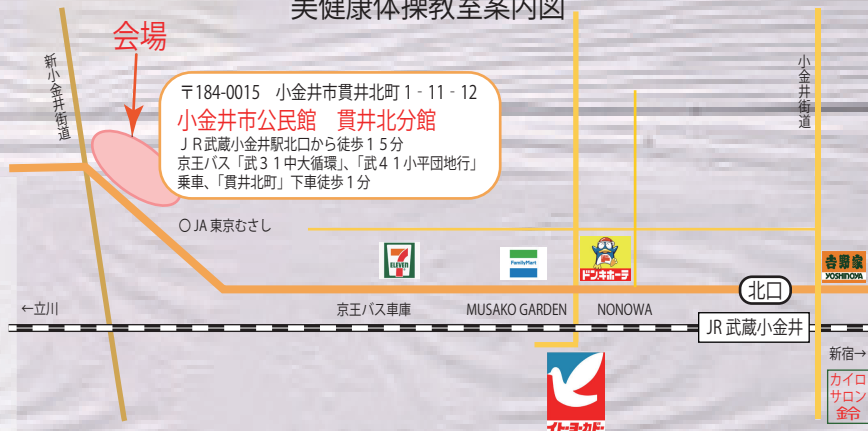 美健康体操教室案内図
会場
新小金井街道
小金井街道
〒184-0015　小金井市貫井北町1‐11‐12
小金井市公民館　貫井北分館
ＪＲ武蔵小金井駅北口から徒歩15分
京王バス「武31中大循環」、「武41小平団地行」
乗車、「貫井北町」下車徒歩1分
〇JA東京むさし
7
ELEVEN
FamilyMart
ドン.キホーテ
吉野家
YOSHINOYA
北口
←立川
京王バス車庫
MUSAKO GARDEN
NONOWA
JR武蔵小金井
新宿→
イトーヨーカドー
カイロ
サロン
鈴